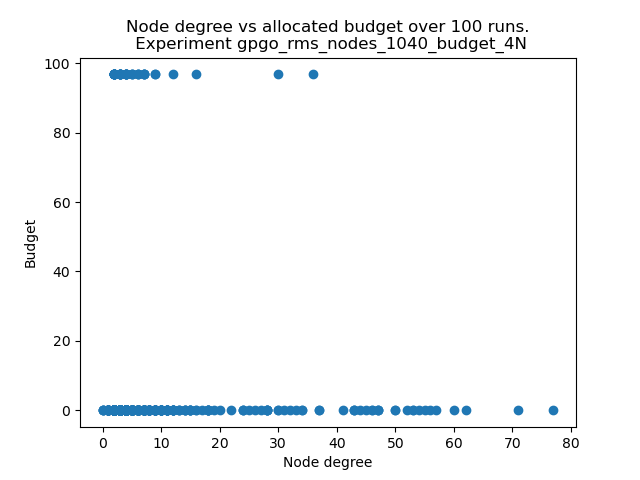 Node degree vs allocated budget over 100 runs.
Experiment gpgo_rms_nodes_1040_budget_4N
100
80
60
40
20
0
Budget
0 10 20 30 40 50 60 70 80
Node degree